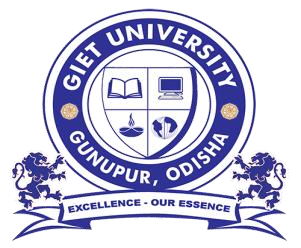 GIET UNIVERSITY
GUNUPUR, ODISHA
EXCELLENCE - OUR ESSENCE